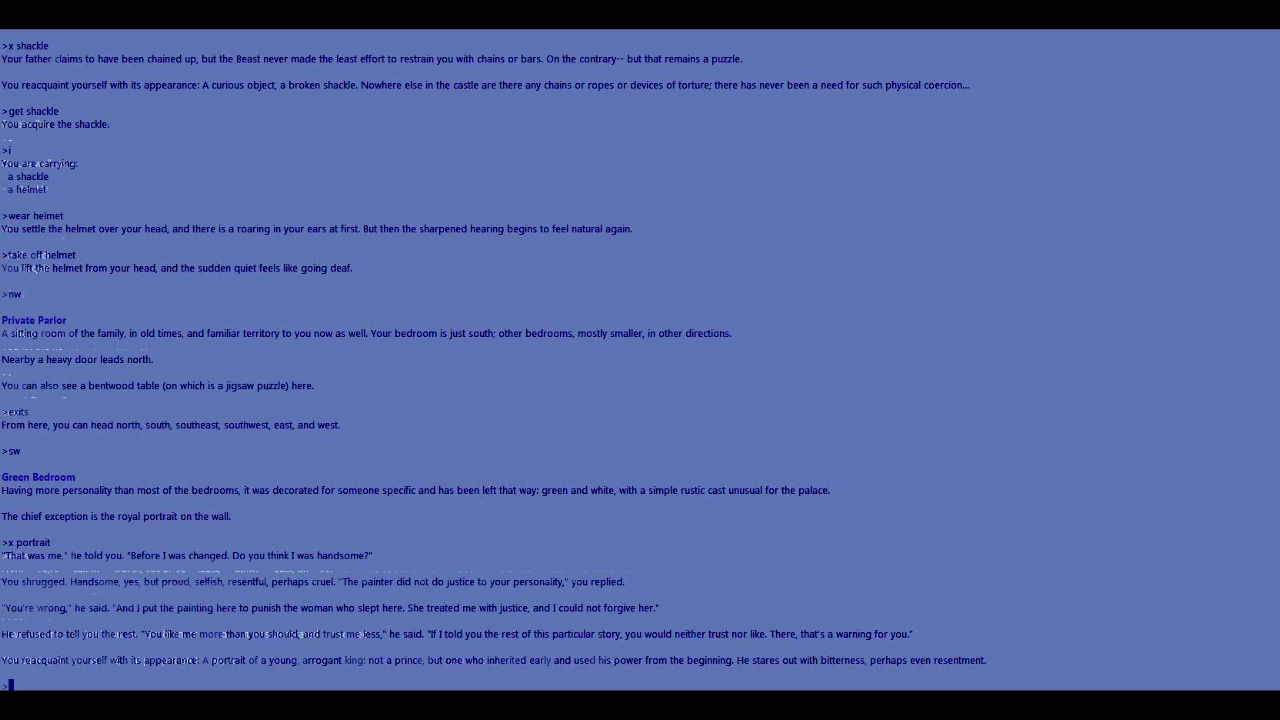 >x shackle
Your father claims to have been chained up, but the Beast never made the least effort to restrain you with chains or bars. On the contrary-- but that remains a puzzle.
You reacquaint yourself with its appearance: A curious object, a broken shackle. Nowhere else in the castle are there any chains or ropes or devices of torture; there has never been a need for such physical coercion...
>get shackle
You acquire the shackle.
>i
You are carrying:
a shackle
a helmet
>wear helmet
You settle the helmet over your head, and there is a roaring in your ears at first. But then the sharpened hearing begins to feel natural again.
>take off helmet
You lift the helmet from your head, and the sudden quiet feels like going deaf.
>nw
Private Parlor
A sitting room of the family, in old times, and familiar territory to you now as well. Your bedroom is just south; other bedrooms, mostly smaller, in other directions.
Nearby a heavy door leads north.
You can also see a bentwood table (on which is a jigsaw puzzle) here.
>exits
From here, you can head north, south, southeast, southwest, east, and west.
>sw
Green Bedroom
Having more personality than most of the bedrooms, it was decorated for someone specific and has been left that way: green and white, with a simple rustic cast unusual for the palace.
The chief exception is the royal portrait on the wall.
>x portrait
"That was me," he told you. "Before I was changed. Do you think I was handsome?"
You shrugged. Handsome, yes, but proud, selfish, resentful, perhaps cruel. "The painter did not do justice to your personality," you replied.
"You're wrong," he said. "And I put the painting here to punish the woman who slept here. She treated me with justice, and I could not forgive her."
He refused to tell you the rest. "You like me more than you should, and trust me less," he said. "If I told you the rest of this particular story, you would neither trust nor like. There, that's a warning for you."
You reacquaint yourself with its appearance: A portrait of a young, arrogant king: not a prince, but one who inherited early and used his power from the beginning. He stares out with bitterness, perhaps even resentment.
>